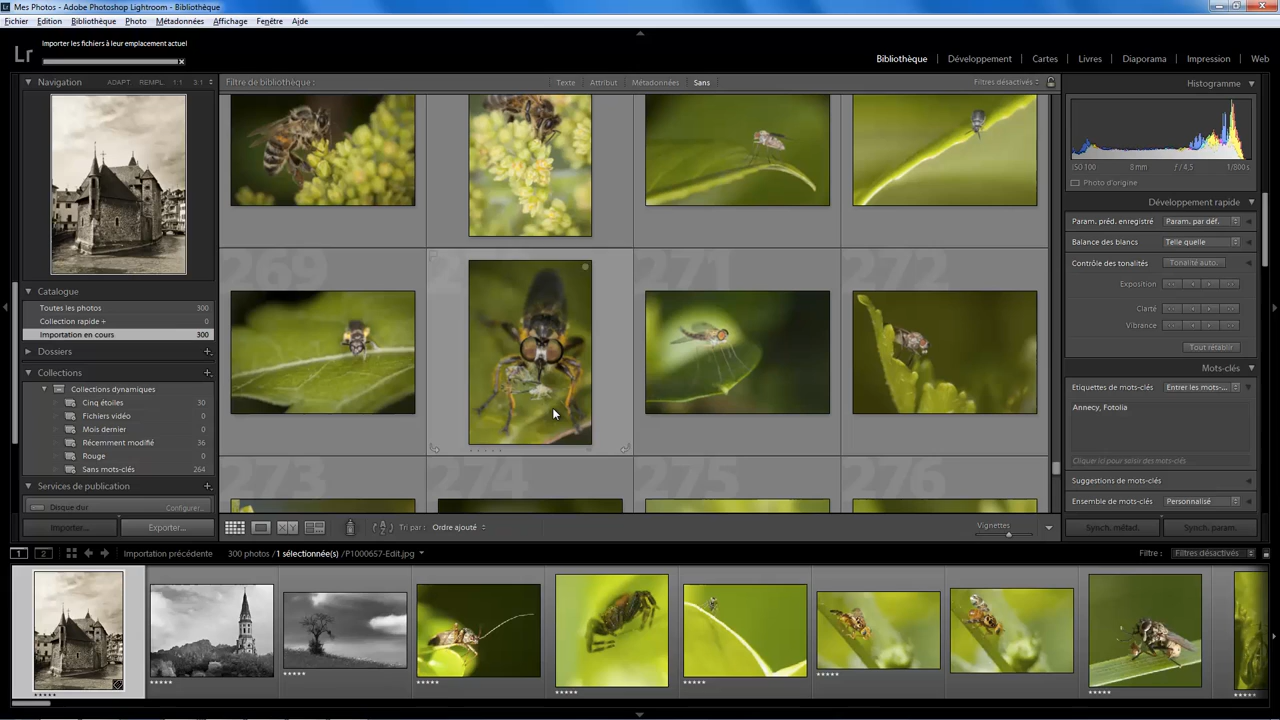 Mes Photos - Adobe Photoshop Lightroom - Bibliothèque
Fichier Edition Bibliothèque Photo Métadonnées Affichage Fenêtre Aide
Lr
Importer les fichiers à leur emplacement actuel
Bibliothèque Développement Cartes Livres Diaporama Impression Web
Navigation ADAPT. REMPL. 1:1 3:1
Filtre de bibliothèque : Texte Attribut Métadonnées Sans Filtres désactivés
Histogramme
ISO 100 8 mm f / 4,5 1/800 s
Photo d'origine
Développement rapide
Param. préd. enregistré Param. par déf.
Balance des blancs Telle quelle
Contrôle des tonalités Tonalité auto.
Exposition
Clarté
Vibrance
Tout rétablir
Mots-clés
Etiquettes de mots-clés Entrer les mots-...
Annecy, Fotolia
Cliquer ici pour saisir des mots-clés
Suggestions de mots-clés
Ensemble de mots-clés Personnalisé
Catalogue
Toutes les photos 300
Collection rapide + 0
Importation en cours 300
Dossiers
Collections
Collections dynamiques
Cinq étoiles 30
Fichiers vidéo 0
Mois dernier 0
Récemment modifié 36
Rouge 0
Sans mots-clés 264
Services de publication
Disque dur Configurer...
269 271 272
273 274 275 276
Importer... Exporter...
Tri par : Ordre ajouté
Vignettes
Synch. métad. Synch. param.
1 2 Importation précédente 300 photos / 1 sélectionnée(s) / P1000657-Edit.jpg
Filtre : Filtres désactivés